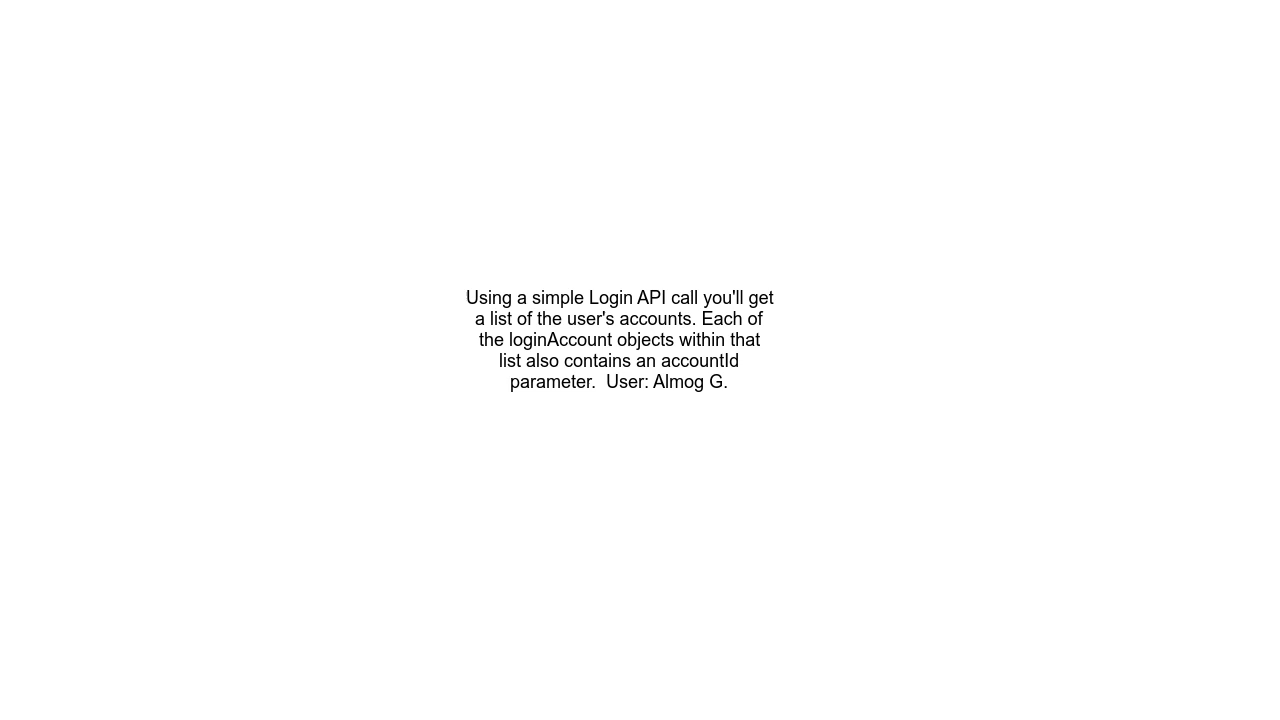 Using a simple Login API call you'll get
a list of the user's accounts. Each of
the loginAccount objects within that
list also contains an accountId
parameter.  User: Almog G.